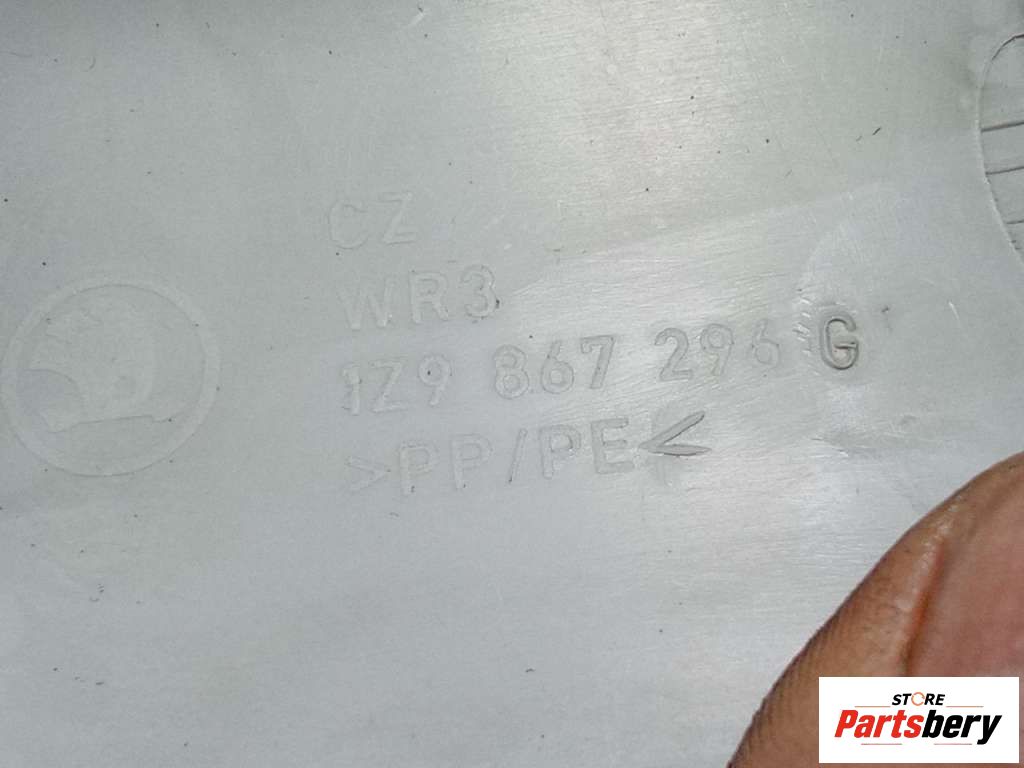 CZ
WR3
1Z9 867 296 G
>PP/PE<
STORE
Partsbery